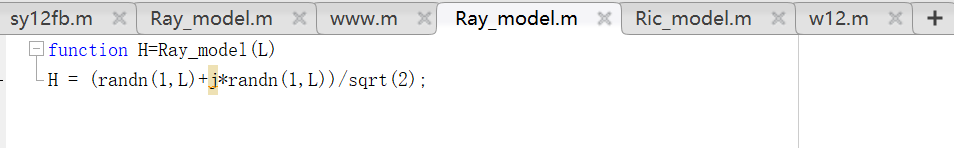 sy12fb.m Ray_model.m www.m Ray_model.m Ric_model.m w12.m
function H=Ray_model(L)
H = (randn(1,L)+j*randn(1,L))/sqrt(2);